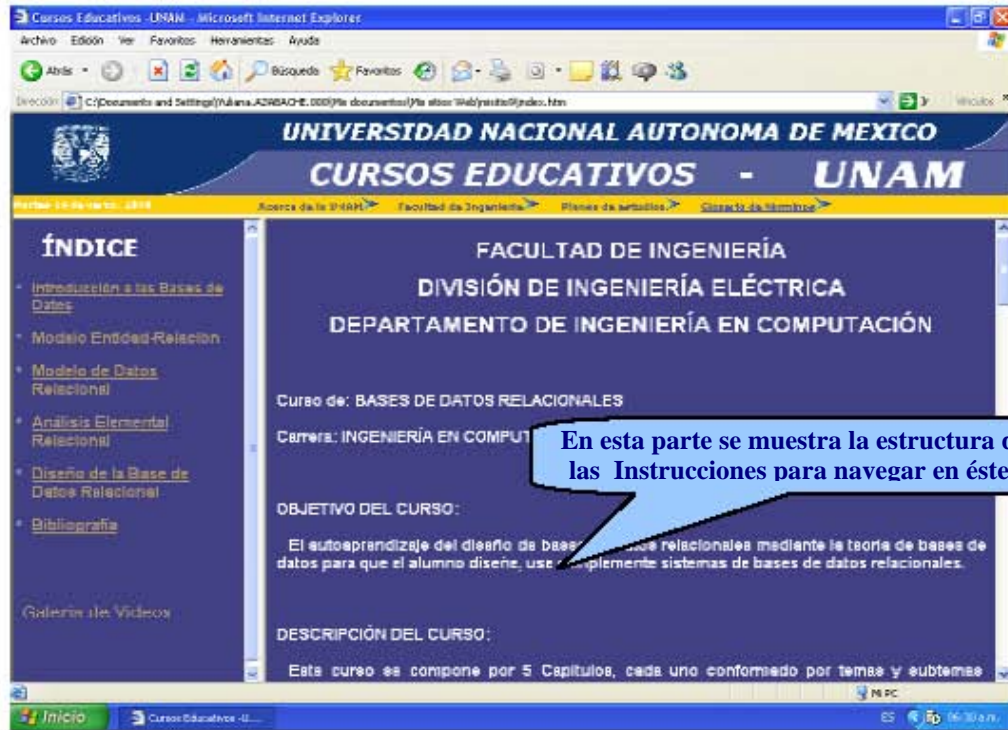 Cursos Educativos -UNAM - Microsoft Internet Explorer
Archivo Edición Ver Favoritos Herramientas Ayuda
Atrás Búsqueda Favoritos
Dirección Vínculos
UNIVERSIDAD NACIONAL AUTONOMA DE MEXICO
CURSOS EDUCATIVOS - UNAM
Acerca de la UNAM Facultad de Ingeniería Planes de estudios Glosario de Términos
ÍNDICE
Introducción a las Bases de
Datos
Modelo Entidad-Relación
Modelo de Datos
Relacional
Análisis Elemental
Relacional
Diseño de la Base de
Datos Relacional
Bibliografía
Galería de Videos
FACULTAD DE INGENIERÍA
DIVISIÓN DE INGENIERÍA ELÉCTRICA
DEPARTAMENTO DE INGENIERÍA EN COMPUTACIÓN
Curso de: BASES DE DATOS RELACIONALES
Carrera: INGENIERÍA EN COMPUT
En esta parte se muestra la estructura
las Instrucciones para navegar en éste
OBJETIVO DEL CURSO:
El autoaprendizaje del diseño de bases relacionales mediante la teoría de bases de
datos para que el alumno diseñe, use implemente sistemas de bases de datos relacionales.
DESCRIPCIÓN DEL CURSO:
Este curso se compone por 5 Capítulos, cada uno conformado por temas y subtemas
Mi PC
Inicio
Cursos Educativos -U...
ES